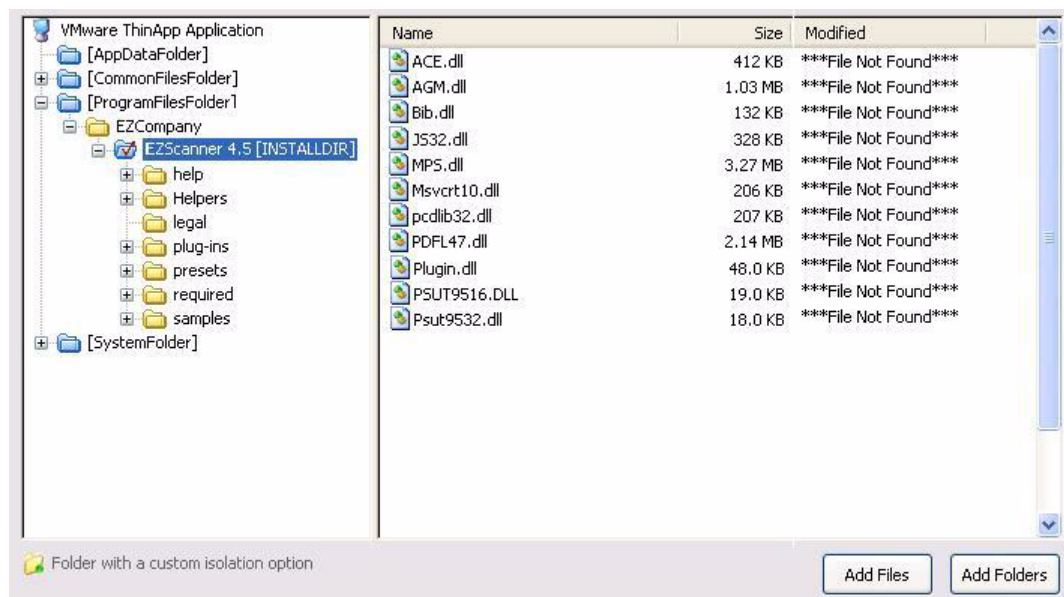 VMware ThinApp Application
[AppDataFolder]
[CommonFilesFolder]
[ProgramFilesFolder]
EZCompany
EZScanner 4.5 [INSTALLDIR]
help
Helpers
legal
plug-ins
presets
required
samples
[SystemFolder]
Name Size Modified
ACE.dll 412 KB ***File Not Found***
AGM.dll 1.03 MB ***File Not Found***
Bib.dll 132 KB ***File Not Found***
JS32.dll 328 KB ***File Not Found***
MPS.dll 3.27 MB ***File Not Found***
Msvcrt10.dll 206 KB ***File Not Found***
pcdlib32.dll 207 KB ***File Not Found***
PDFL47.dll 2.14 MB ***File Not Found***
Plugin.dll 48.0 KB ***File Not Found***
PSUT9516.DLL 19.0 KB ***File Not Found***
Psut9532.dll 18.0 KB ***File Not Found***
Folder with a custom isolation option
Add Files
Add Folders